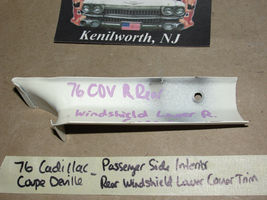 Kenilworth, NJ
76 CDV R Rear
Windshield Lower R.
76 Cadillac - Passenger Side Interior
Coupe Deville Rear Windshield Lower Corner Trim